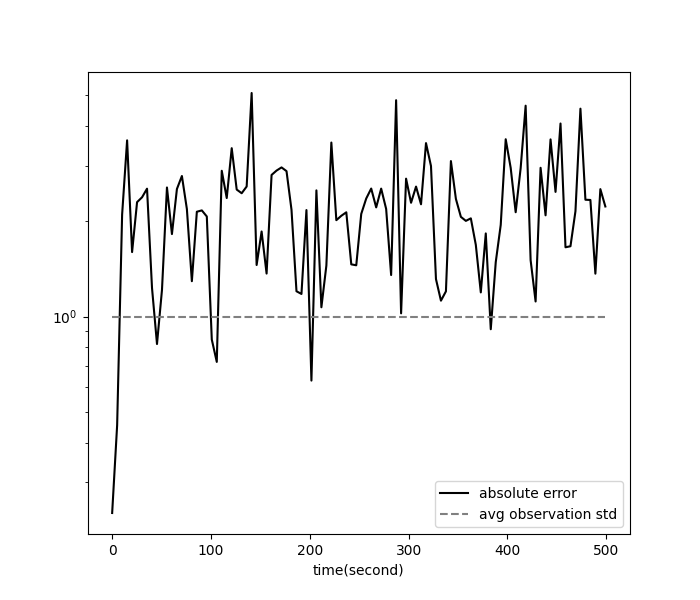 10⁰
0 100 200 300 400 500
time(second)
absolute error
avg observation std